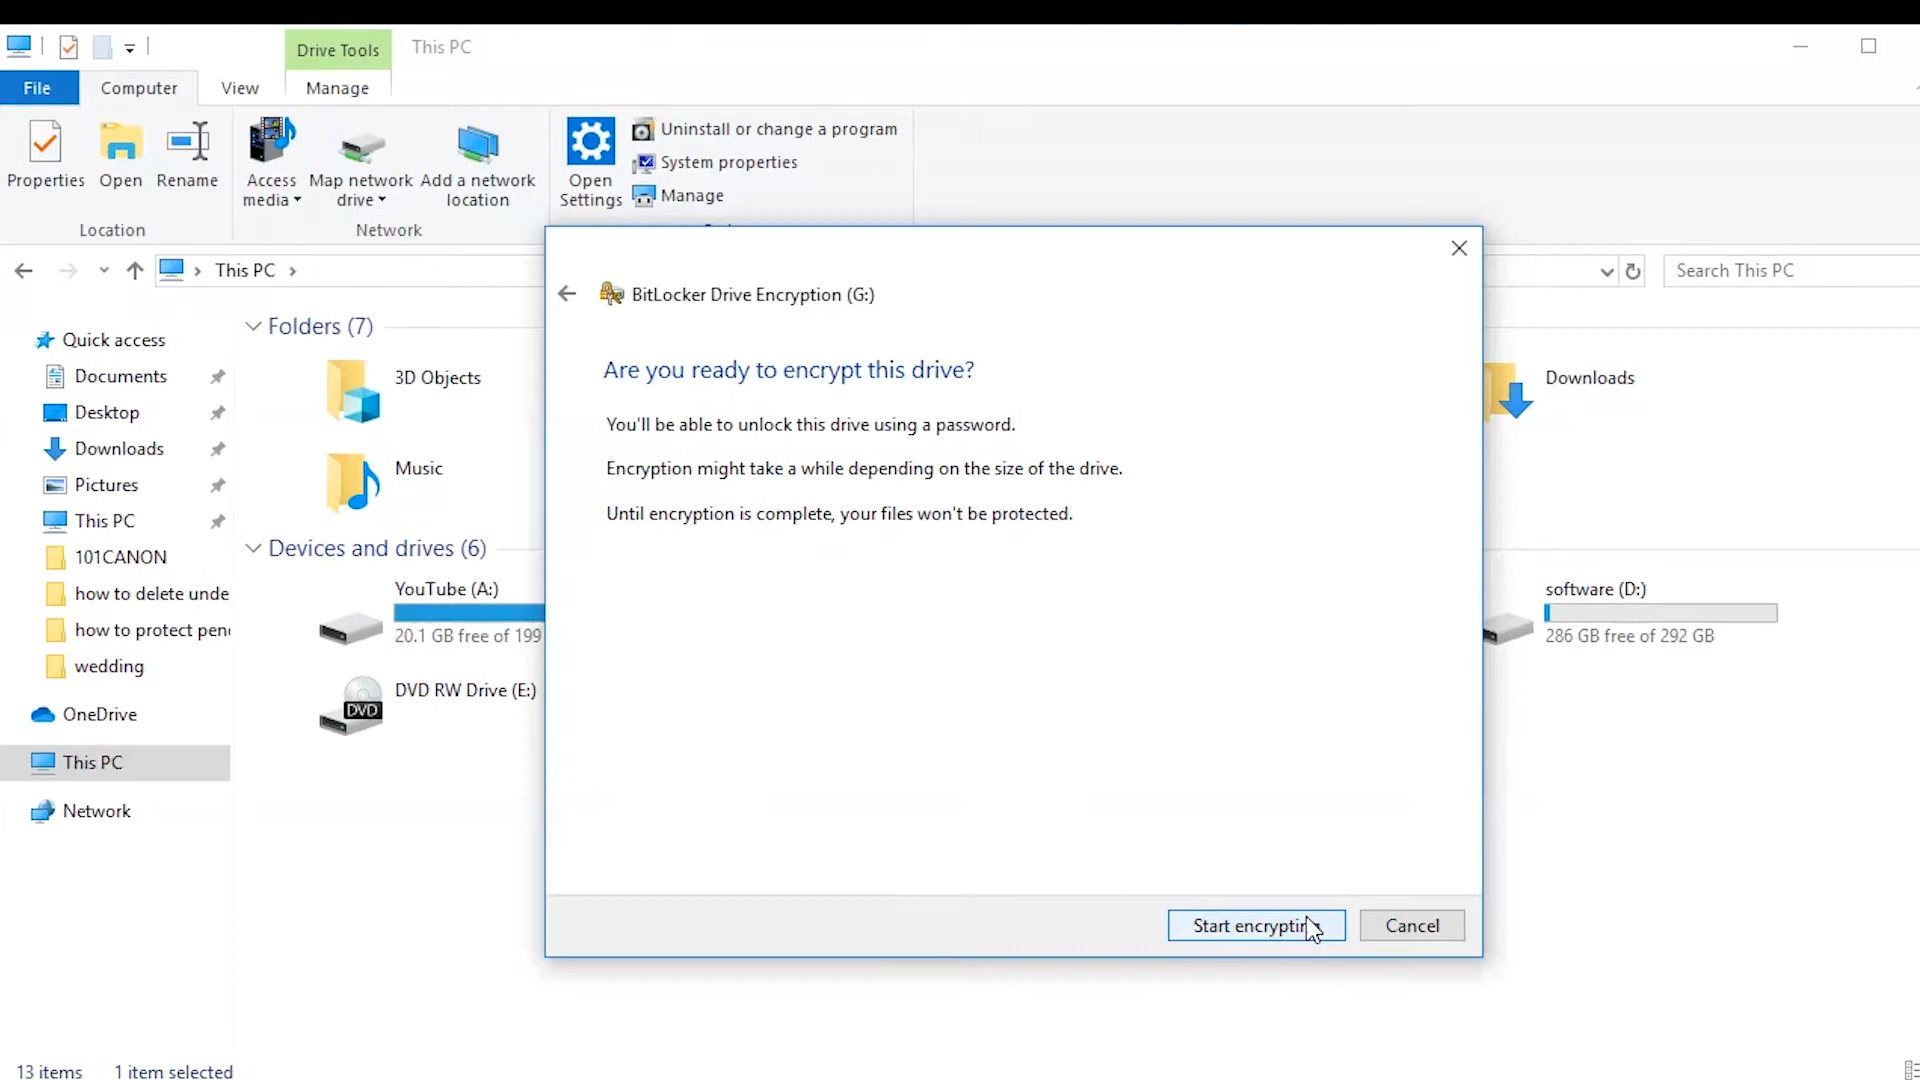 Drive Tools
This PC
File
Computer
View
Manage
Properties
Open
Rename
Access
media
Map network
drive
Add a network
location
Open
Settings
Uninstall or change a program
System properties
Manage
Location
Network
This PC
Search This PC
Quick access
Documents
Desktop
Downloads
Pictures
This PC
101CANON
how to delete unde
how to protect pen
wedding
OneDrive
This PC
Network
Folders (7)
3D Objects
Music
Downloads
Devices and drives (6)
YouTube (A:)
20.1 GB free of 199
DVD RW Drive (E:)
DVD
software (D:)
286 GB free of 292 GB
BitLocker Drive Encryption (G:)
Are you ready to encrypt this drive?
You'll be able to unlock this drive using a password.
Encryption might take a while depending on the size of the drive.
Until encryption is complete, your files won't be protected.
Start encrypting
Cancel
13 items
1 item selected